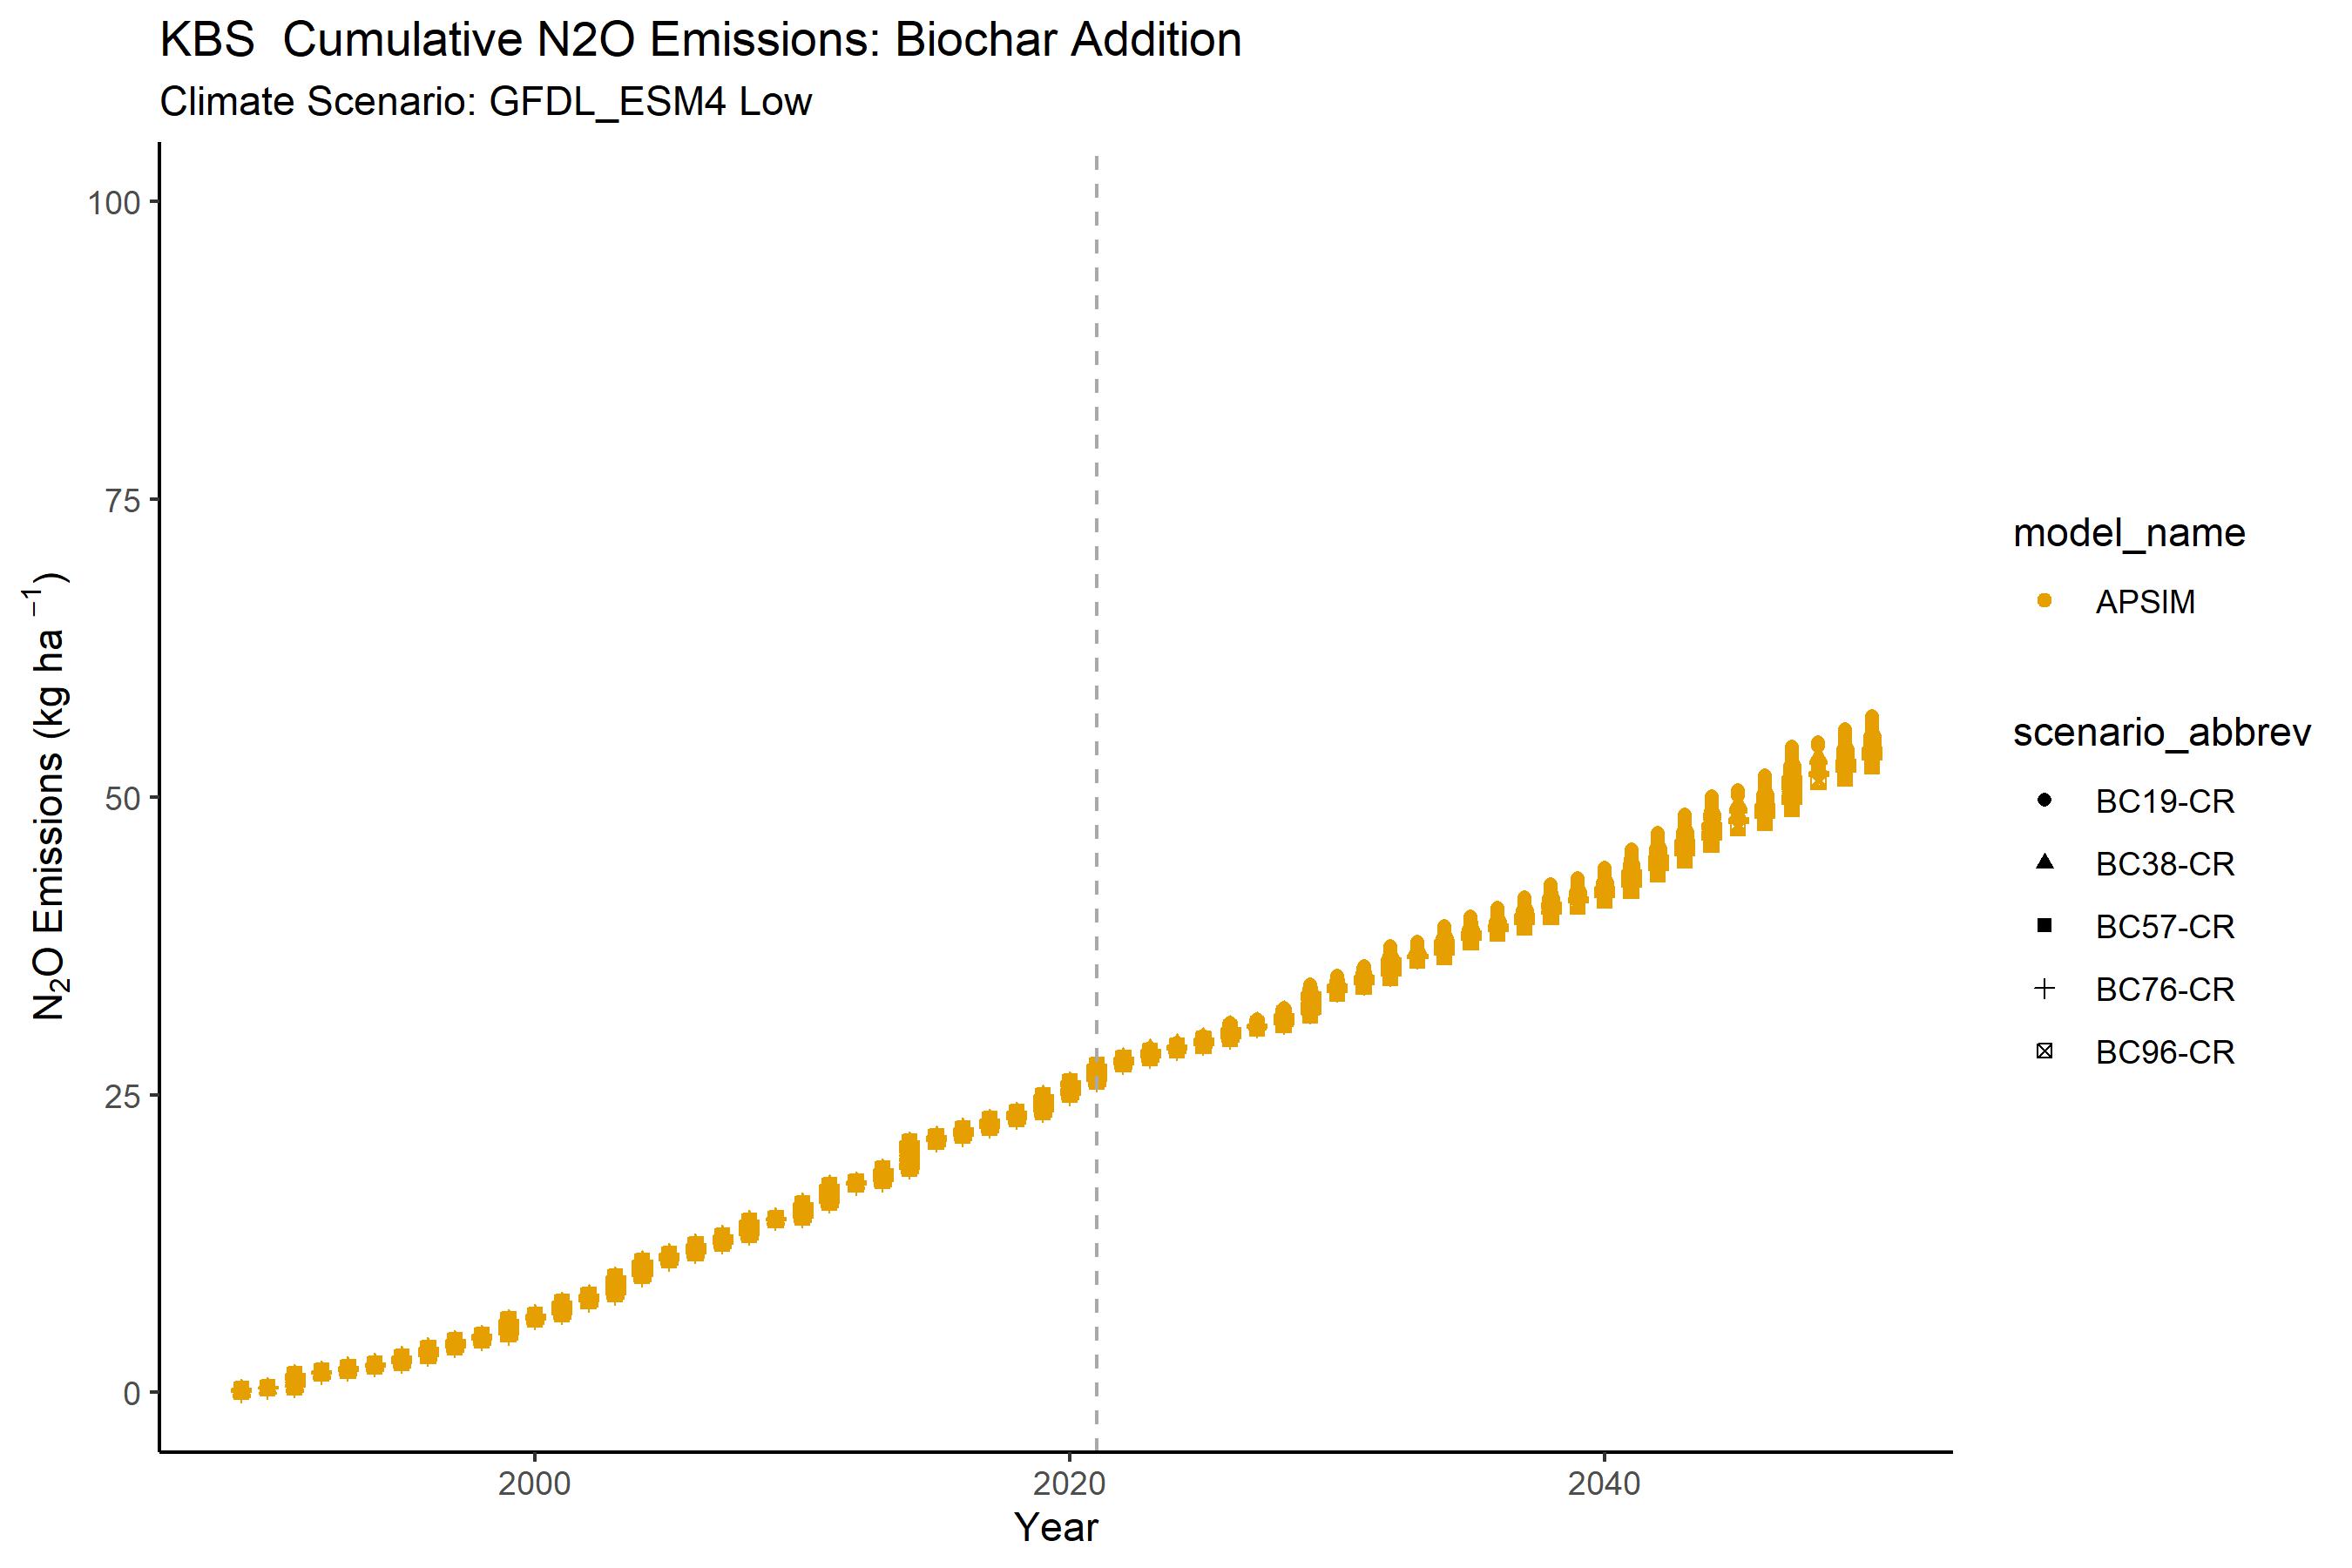 KBS  Cumulative N2O Emissions: Biochar Addition
Climate Scenario: GFDL_ESM4 Low
N₂O Emissions (kg ha ⁻¹)
100
75
50
25
0
2000
2020
2040
Year
model_name
APSIM
scenario_abbrev
BC19-CR
BC38-CR
BC57-CR
BC76-CR
BC96-CR